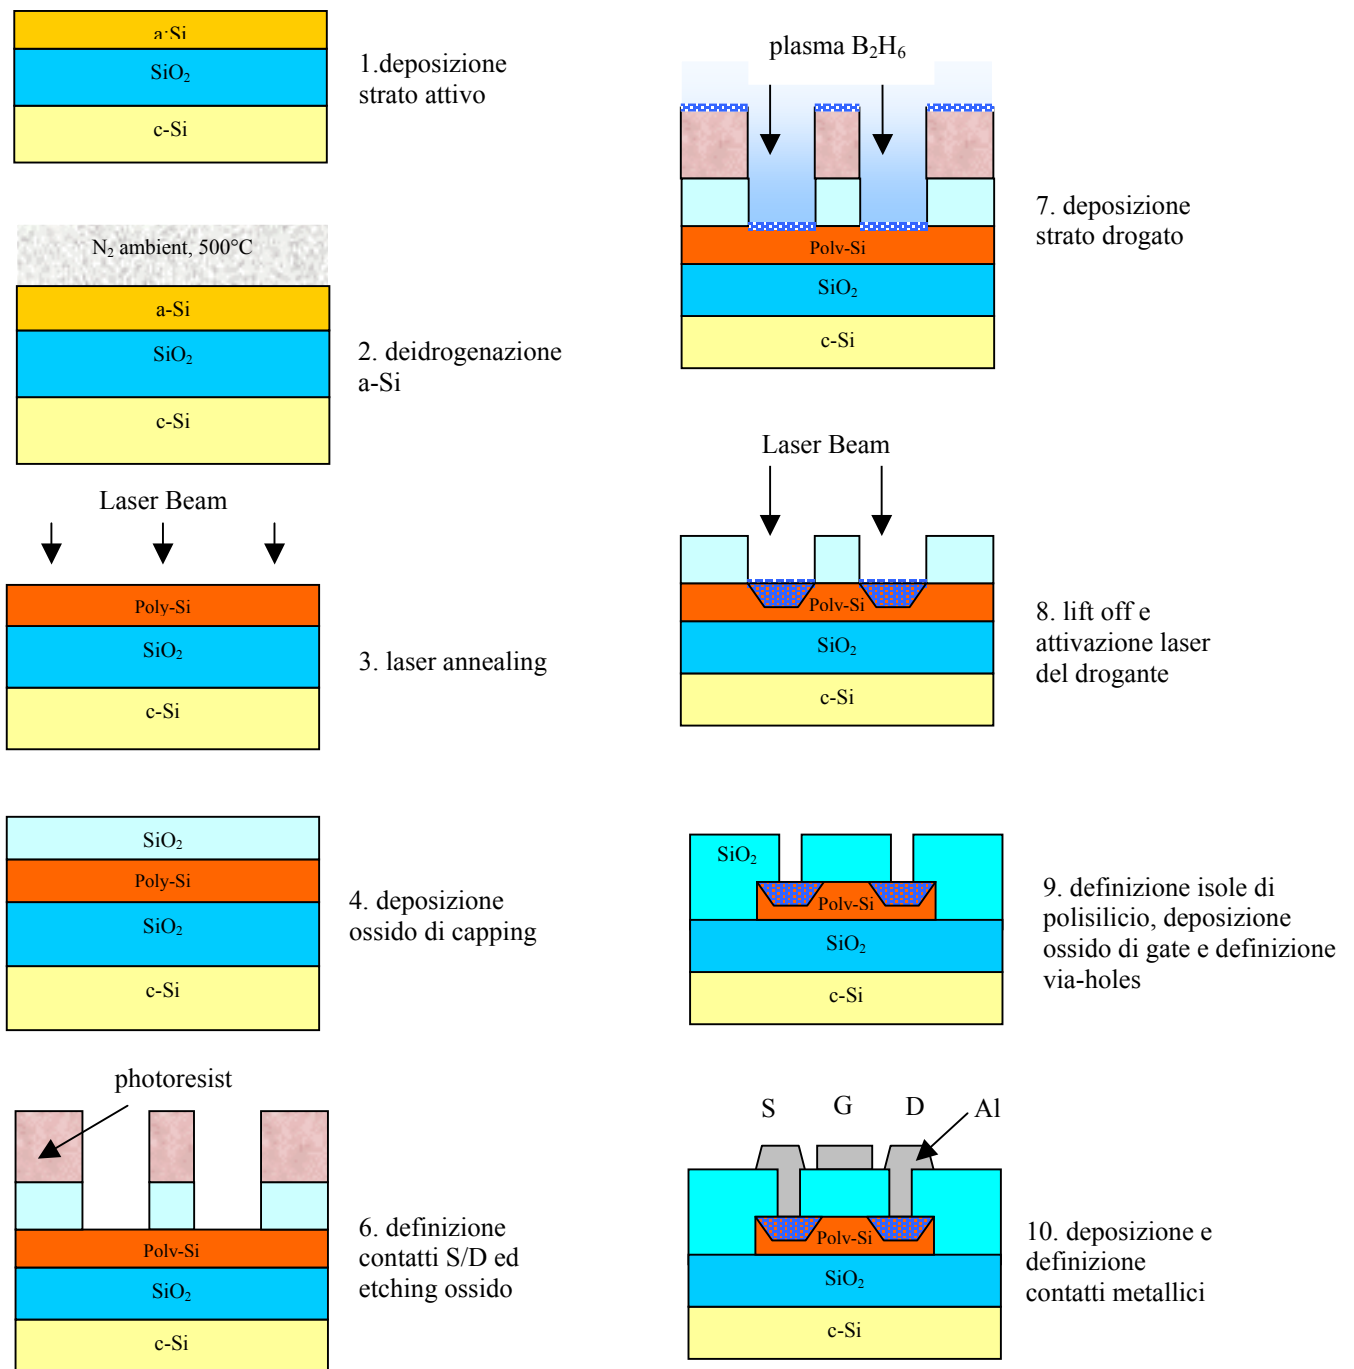 a:Si
SiO₂
c-Si
1.deposizione
strato attivo
N₂ ambient, 500°C
a-Si
SiO₂
c-Si
2. deidrogenazione
a-Si
Laser Beam
Poly-Si
SiO₂
c-Si
3. laser annealing
SiO₂
Poly-Si
SiO₂
c-Si
4. deposizione
ossido di capping
photoresist
Poly-Si
SiO₂
c-Si
6. definizione
contatti S/D ed
etching ossido
plasma B₂H₆
Poly-Si
SiO₂
c-Si
7. deposizione
strato drogato
Laser Beam
Poly-Si
SiO₂
c-Si
8. lift off e
attivazione laser
del drogante
SiO₂
Poly-Si
SiO₂
c-Si
9. definizione isole di
polisilicio, deposizione
ossido di gate e definizione
via-holes
S G D Al
Poly-Si
SiO₂
c-Si
10. deposizione e
definizione
contatti metallici